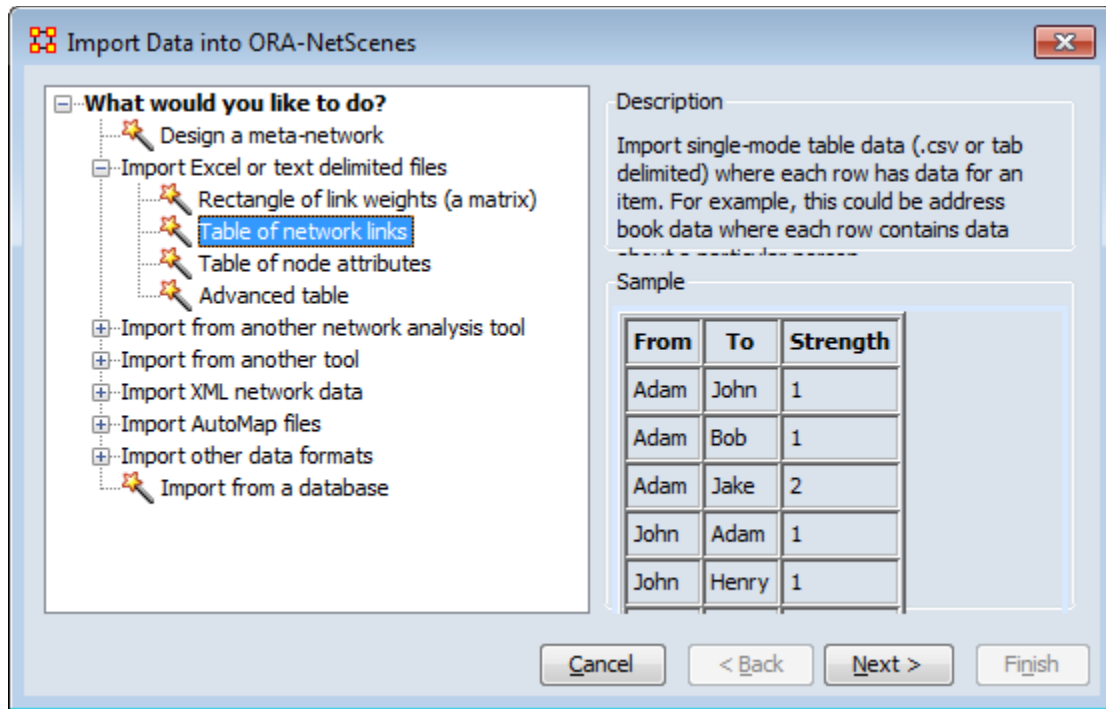 Import Data into ORA-NetScenes
What would you like to do?
Design a meta-network
Import Excel or text delimited files
Rectangle of link weights (a matrix)
Table of network links
Table of node attributes
Advanced table
Import from another network analysis tool
Import from another tool
Import XML network data
Import AutoMap files
Import other data formats
Import from a database
Description
Import single-mode table data (.csv or tab
delimited) where each row has data for an
item. For example, this could be address
book data where each row contains data
about a particular person
Sample
From To Strength
Adam John 1
Adam Bob 1
Adam Jake 2
John Adam 1
John Henry 1
Cancel < Back Next > Finish